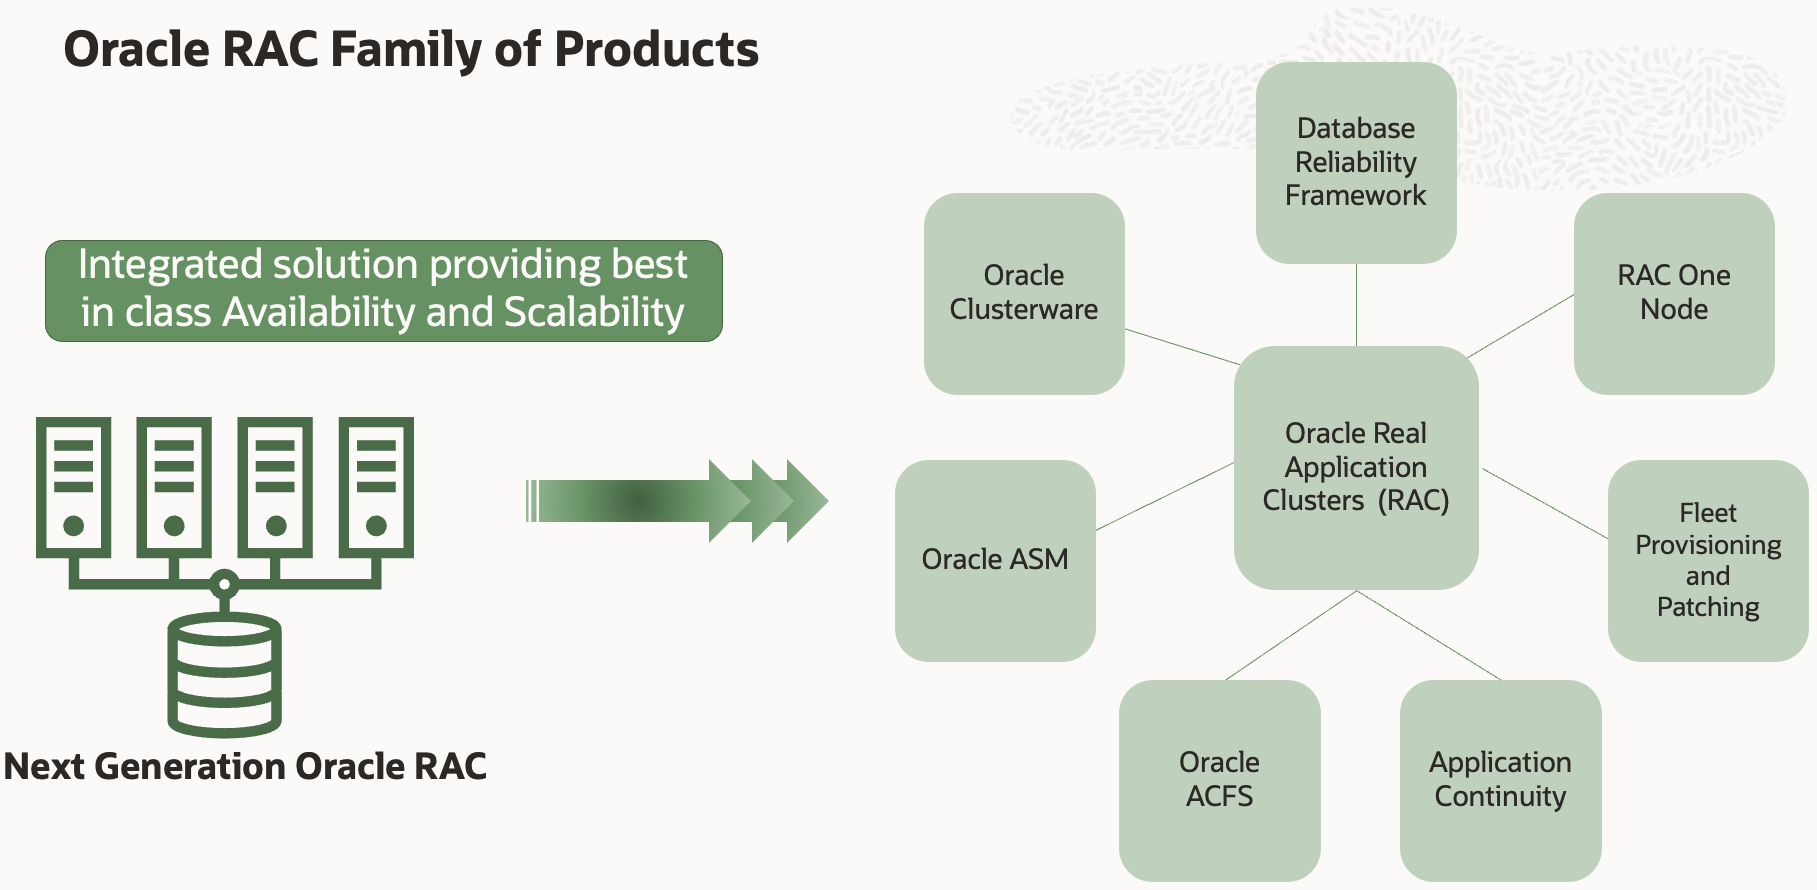 Oracle RAC Family of Products
Integrated solution providing best
in class Availability and Scalability
Next Generation Oracle RAC
Database
Reliability
Framework
Oracle
Clusterware
RAC One
Node
Oracle Real
Application
Clusters (RAC)
Oracle ASM
Fleet
Provisioning
and
Patching
Oracle
ACFS
Application
Continuity